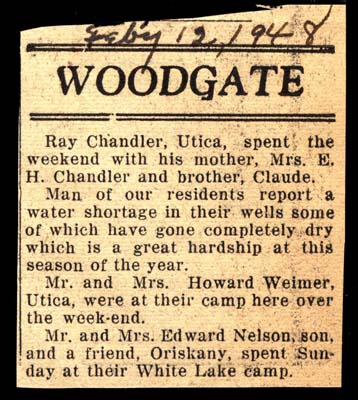 Feby 12, 1948
WOODGATE
Ray Chandler, Utica, spent the
weekend with his mother, Mrs. E.
H. Chandler and brother, Claude.
Man of our residents report a
water shortage in their wells some
of which have gone completely dry
which is a great hardship at this
season of the year.
Mr. and Mrs. Howard Weimer,
Utica, were at their camp here over
the week-end.
Mr. and Mrs. Edward Nelson, son,
and a friend, Oriskany, spent Sun-
day at their White Lake camp.